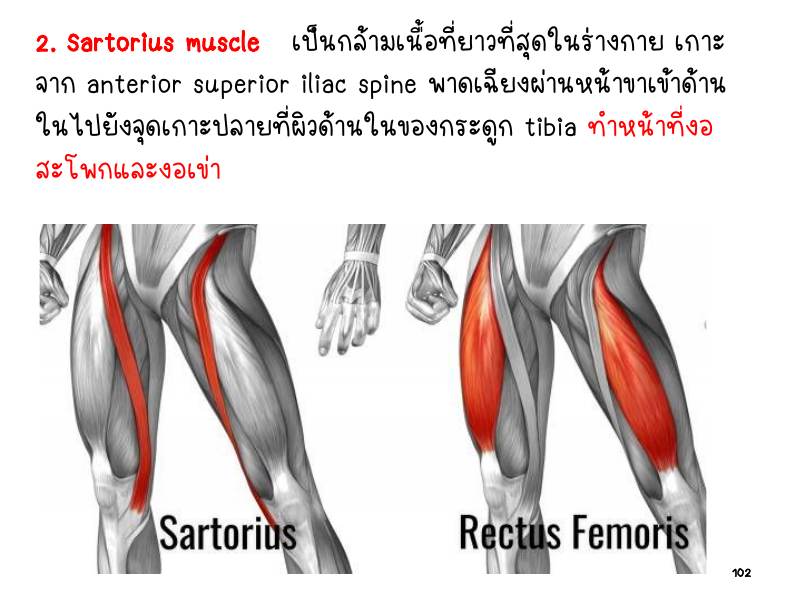 2. Sartorius muscle เป็นกล้ามเนื้อที่ยาวที่สุดในร่างกาย เกาะ
จาก anterior superior iliac spine พาดเฉียงผ่านหน้าขาเข้าด้าน
ในไปยังจุดเกาะปลายที่ผิวด้านในของกระดูก tibia ทำหน้าที่งอ
สะโพกและงอเข่า
Sartorius
Rectus Femoris
102